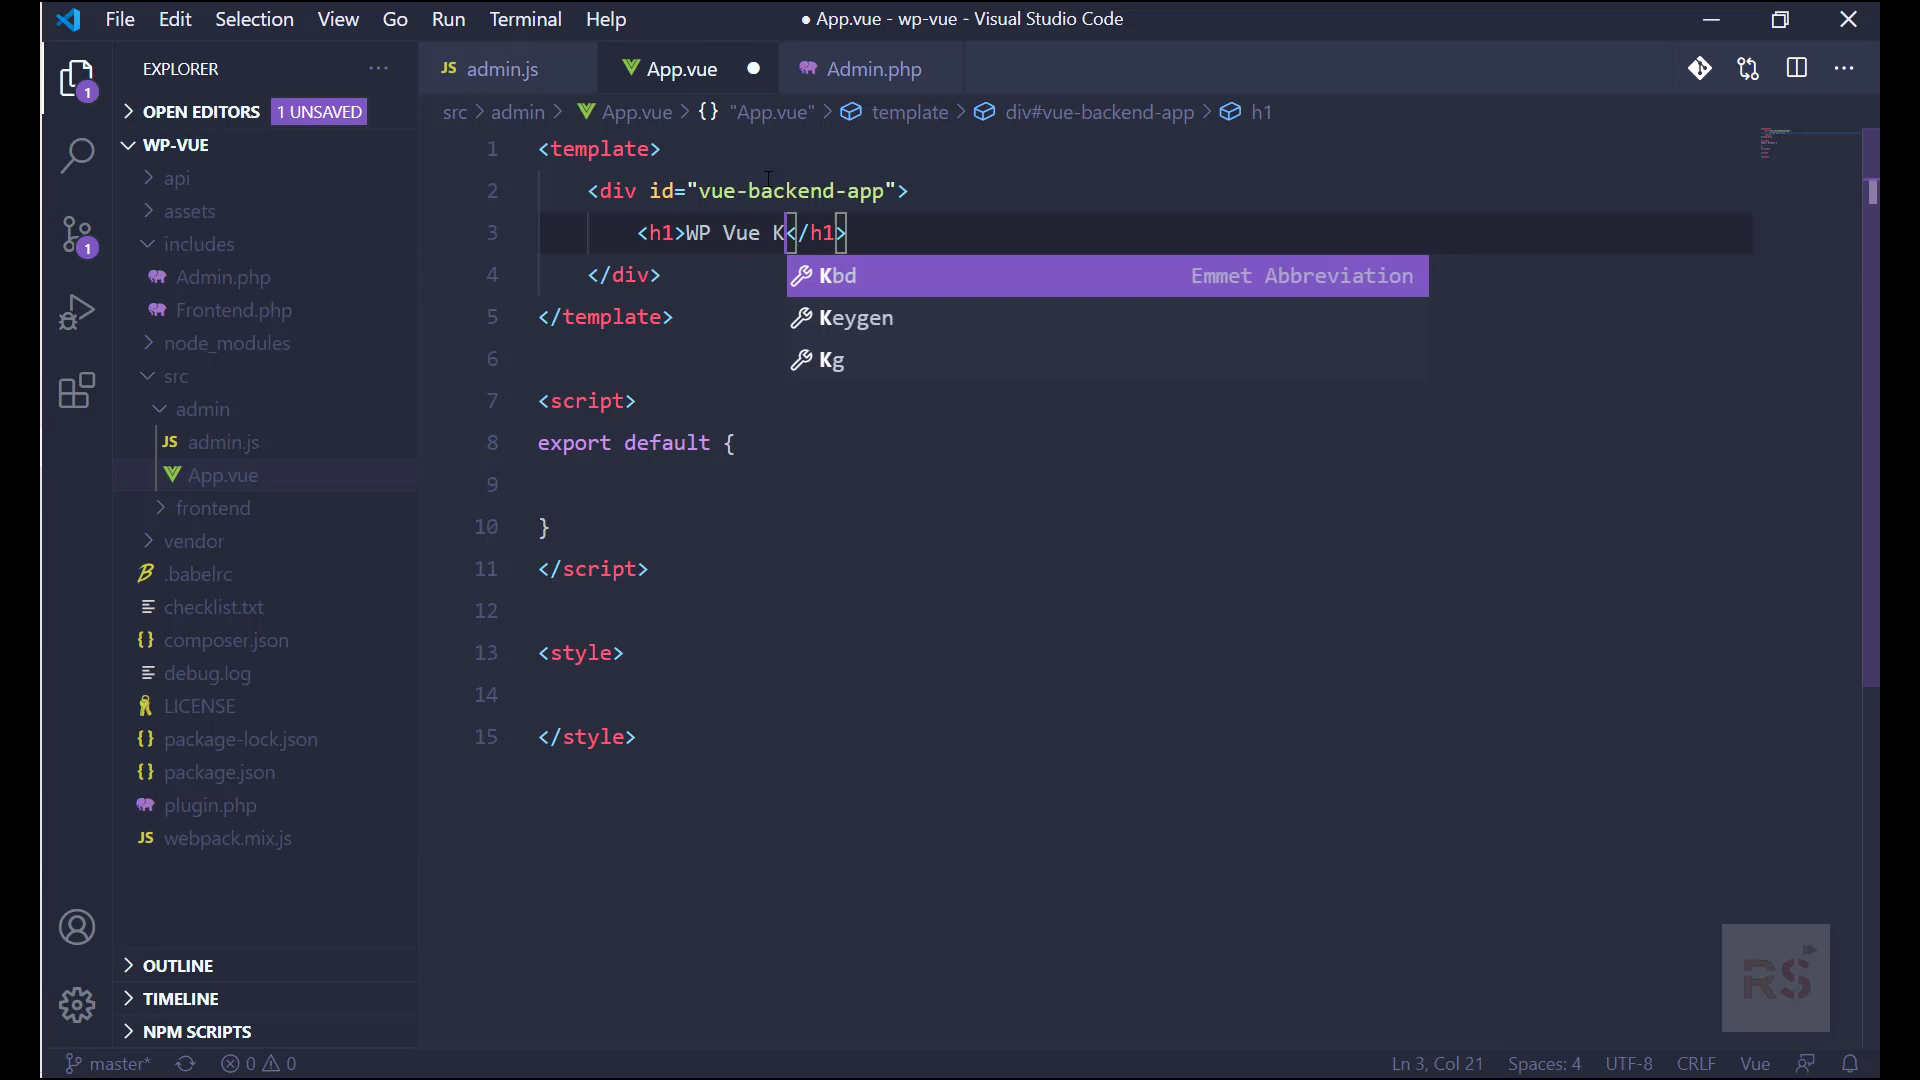 File Edit Selection View Go Run Terminal Help ● App.vue - wp-vue - Visual Studio Code
EXPLORER ···
JS admin.js App.vue ● Admin.php
OPEN EDITORS 1 UNSAVED
src > admin > App.vue > {} "App.vue" > template > div#vue-backend-app > h1
WP-VUE
api
assets
includes
Admin.php
Frontend.php
node_modules
src
admin
JS admin.js
App.vue
frontend
vendor
.babelrc
checklist.txt
{} composer.json
debug.log
LICENSE
{} package-lock.json
{} package.json
plugin.php
JS webpack.mix.js
OUTLINE
TIMELINE
NPM SCRIPTS
1
1
1 <template>
2 <div id="vue-backend-app">
3 <h1>WP Vue K</h1>
4 </div>
5 </template>
6
7 <script>
8 export default {
9
10 }
11 </script>
12
13 <style>
14
15 </style>
Kbd Emmet Abbreviation
Keygen
Kg
RS
master* 0 0 Ln 3, Col 21 Spaces: 4 UTF-8 CRLF Vue